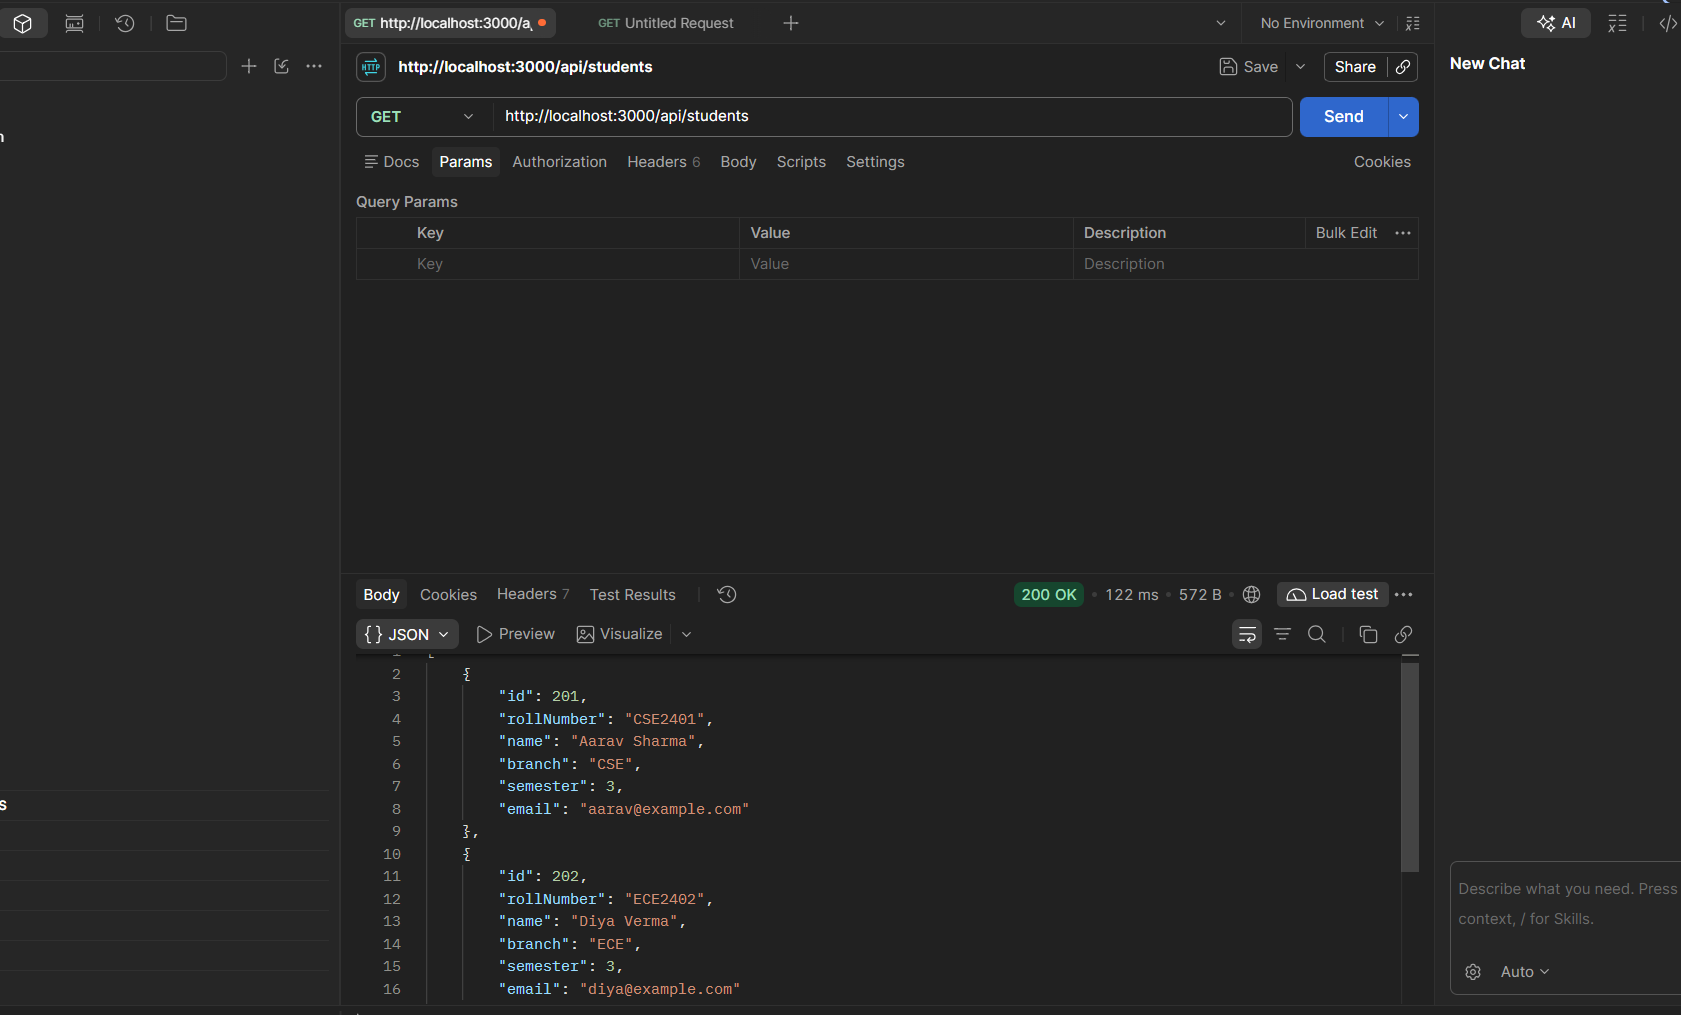 GET http://localhost:3000/a
GET Untitled Request
No Environment
AI
HTTP http://localhost:3000/api/students
Save
Share
New Chat
GET http://localhost:3000/api/students
Send
Docs Params Authorization Headers 6 Body Scripts Settings
Cookies
Query Params
Key Value Description Bulk Edit
Key Value Description
Body Cookies Headers 7 Test Results
200 OK • 122 ms • 572 B
Load test
{} JSON Preview Visualize
2 {
3 "id": 201,
4 "rollNumber": "CSE2401",
5 "name": "Aarav Sharma",
6 "branch": "CSE",
7 "semester": 3,
8 "email": "aarav@example.com"
9 },
10 {
11 "id": 202,
12 "rollNumber": "ECE2402",
13 "name": "Diya Verma",
14 "branch": "ECE",
15 "semester": 3,
16 "email": "diya@example.com"
Describe what you need. Press
context, / for Skills.
Auto